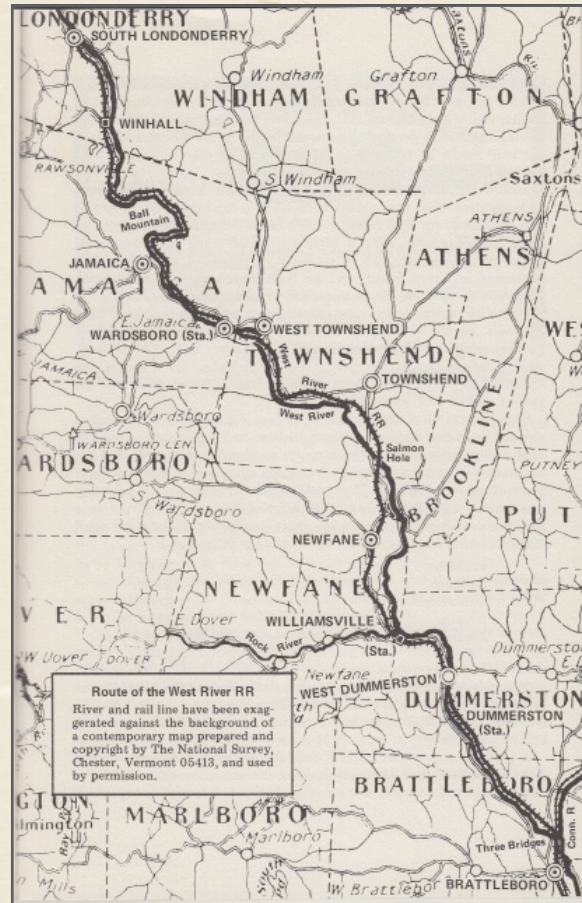 LONDONDERRY
SOUTH LONDONDERRY
Windham
Grafton
WINDHAM
GRAFTON
WINHALL
RAWSONVILLE
S Windham
Saxtons
Ball
Mountain
ATHENS
ATHENS
JAMAICA
AMAICA
E. Jamaica
WARDSBORO (Sta.)
WEST TOWNSHEND
TOWNSHEND
West
River
RR
TOWNSHEND
West River
JAMAICA
Wardsboro
WARDSBORO CEN.
Salmon
Hole
BROOKLINE
ARDSBORO
PUTNEY
S Wardsboro
PUT
NEWFANE
NEWFANE
VER
E Dover
WILLIAMSVILLE
(Sta.)
Rock River
W Dover
DOVER
Dummerston
Newfane
WEST DUMMERSTON
DUMMERSTON
DUMMERSTON
(Sta.)
Route of the West River RR
River and rail line have been exag-
gerated against the background of
a contemporary map prepared and
copyright by The National Survey,
Chester, Vermont 05413, and used
by permission.
BRATTLEBORO
GTON
MARLBORO
ilmington
Marlboro
Three Bridges
Conn. R
n Mills
W. Brattlebor
BRATTLEBORO